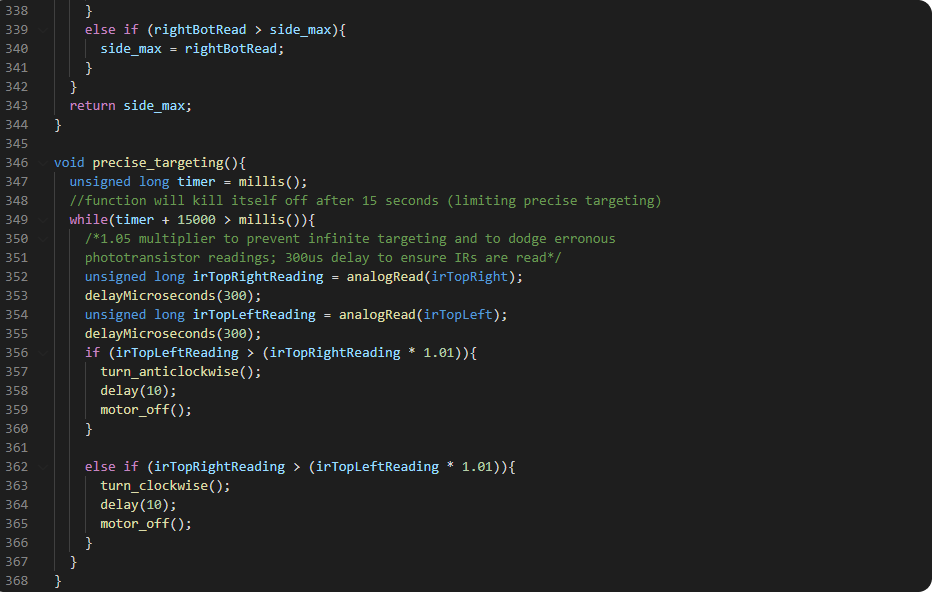 338 }
339 else if (rightBotRead > side_max){
340 side_max = rightBotRead;
341 }
342 }
343 return side_max;
344 }
345
346 void precise_targeting(){
347 unsigned long timer = millis();
348 //function will kill itself off after 15 seconds (limiting precise targeting)
349 while(timer + 15000 > millis()){
350 /*1.05 multiplier to prevent infinite targeting and to dodge erronous
351 phototransistor readings; 300us delay to ensure IRs are read*/
352 unsigned long irTopRightReading = analogRead(irTopRight);
353 delayMicroseconds(300);
354 unsigned long irTopLeftReading = analogRead(irTopLeft);
355 delayMicroseconds(300);
356 if (irTopLeftReading > (irTopRightReading * 1.01)){
357 turn_anticlockwise();
358 delay(10);
359 motor_off();
360 }
361
362 else if (irTopRightReading > (irTopLeftReading * 1.01)){
363 turn_clockwise();
364 delay(10);
365 motor_off();
366 }
367 }
368 }